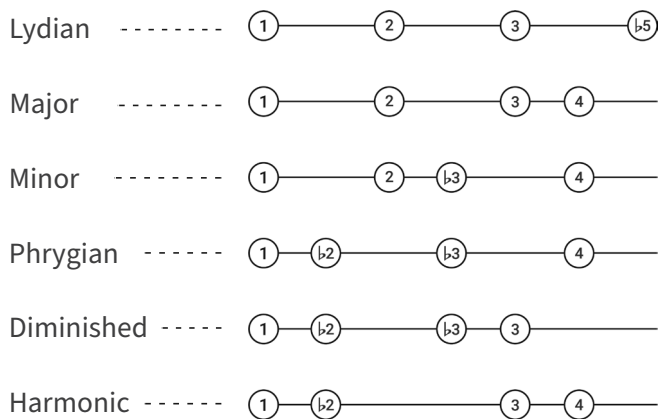 Lydian 1 2 3 ♭5
Major 1 2 3 4
Minor 1 2 ♭3 4
Phrygian 1 ♭2 ♭3 4
Diminished 1 ♭2 ♭3 3
Harmonic 1 ♭2 3 4